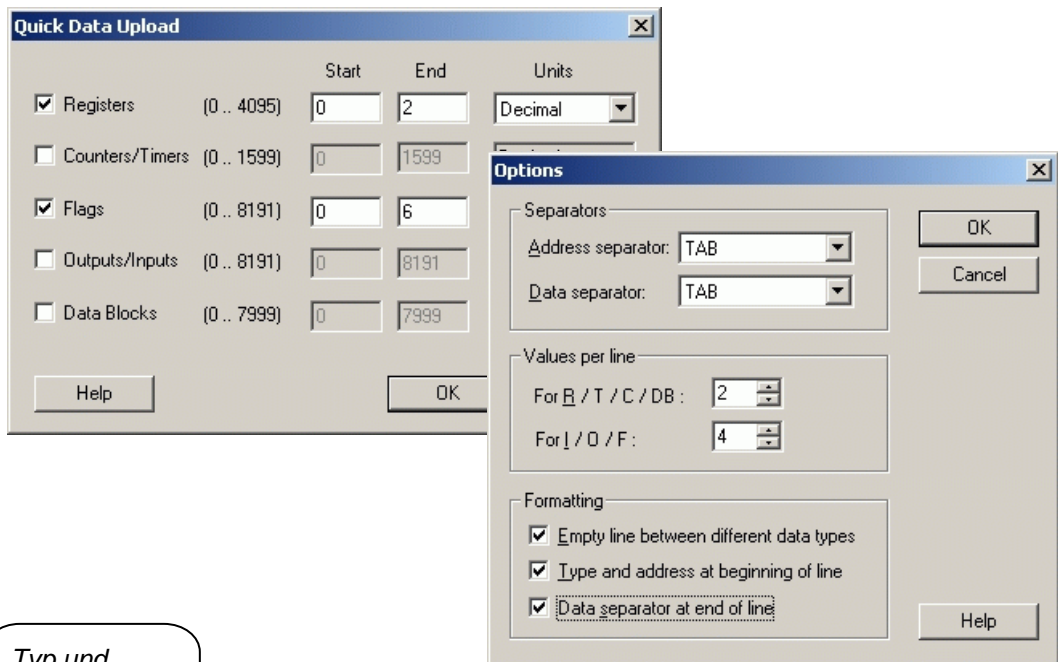 Quick Data Upload
Start End Units
Registers (0 .. 4095) 0 2 Decimal
Counters/Timers (0 .. 1599) 0 1599
Flags (0 .. 8191) 0 6
Outputs/Inputs (0 .. 8191) 0 8191
Data Blocks (0 .. 7999) 0 7999
Help OK
Options
Separators
Address separator: TAB
Data separator: TAB
OK
Cancel
Values per line
For R / T / C / DB : 2
For I / O / F : 4
Formatting
Empty line between different data types
Type and address at beginning of line
Data separator at end of line
Help
Typ und